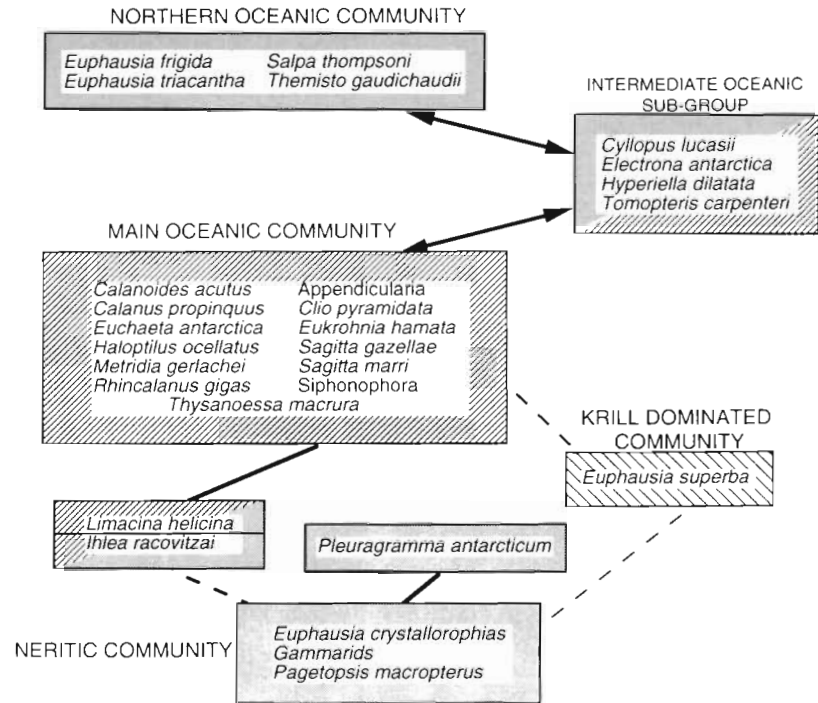 NORTHERN OCEANIC COMMUNITY
Euphausia frigida Salpa thompsoni
Euphausia triacantha Themisto gaudichaudii
INTERMEDIATE OCEANIC
SUB-GROUP
Cyllopus lucasii
Electrona antarctica
Hyperiella dilatata
Tomopteris carpenteri
MAIN OCEANIC COMMUNITY
Calanoides acutus Appendicularia
Calanus propinquus Clio pyramidata
Euchaeta antarctica Eukrohnia hamata
Haloptilus ocellatus Sagitta gazellae
Metridia gerlachei Sagitta marri
Rhincalanus gigas Siphonophora
Thysanoessa macrura
KRILL DOMINATED
COMMUNITY
Euphausia superba
Limacina helicina
Ihlea racovitzai
Pleuragramma antarcticum
NERITIC COMMUNITY
Euphausia crystallorophias
Gammarids
Pagetopsis macropterus